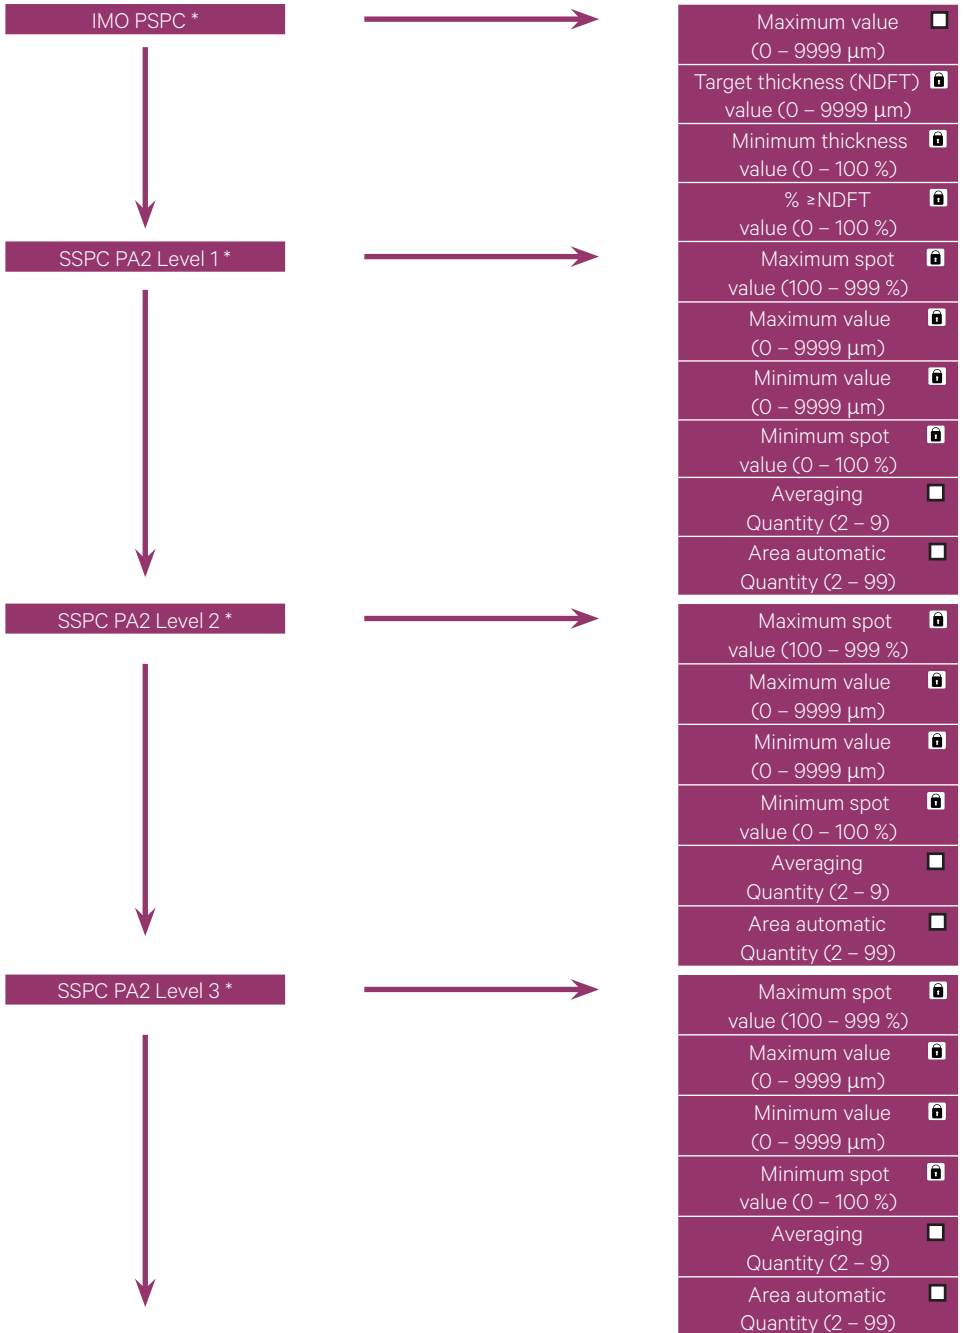 IMO PSPC *
Maximum value
(0 – 9999 µm)
Target thickness (NDFT)
value (0 – 9999 µm)
Minimum thickness
value (0 – 100 %)
% ≥NDFT
value (0 – 100 %)
SSPC PA2 Level 1 *
Maximum spot
value (100 – 999 %)
Maximum value
(0 – 9999 µm)
Minimum value
(0 – 9999 µm)
Minimum spot
value (0 – 100 %)
Averaging
Quantity (2 – 9)
Area automatic
Quantity (2 – 99)
SSPC PA2 Level 2 *
Maximum spot
value (100 – 999 %)
Maximum value
(0 – 9999 µm)
Minimum value
(0 – 9999 µm)
Minimum spot
value (0 – 100 %)
Averaging
Quantity (2 – 9)
Area automatic
Quantity (2 – 99)
SSPC PA2 Level 3 *
Maximum spot
value (100 – 999 %)
Maximum value
(0 – 9999 µm)
Minimum value
(0 – 9999 µm)
Minimum spot
value (0 – 100 %)
Averaging
Quantity (2 – 9)
Area automatic
Quantity (2 – 99)